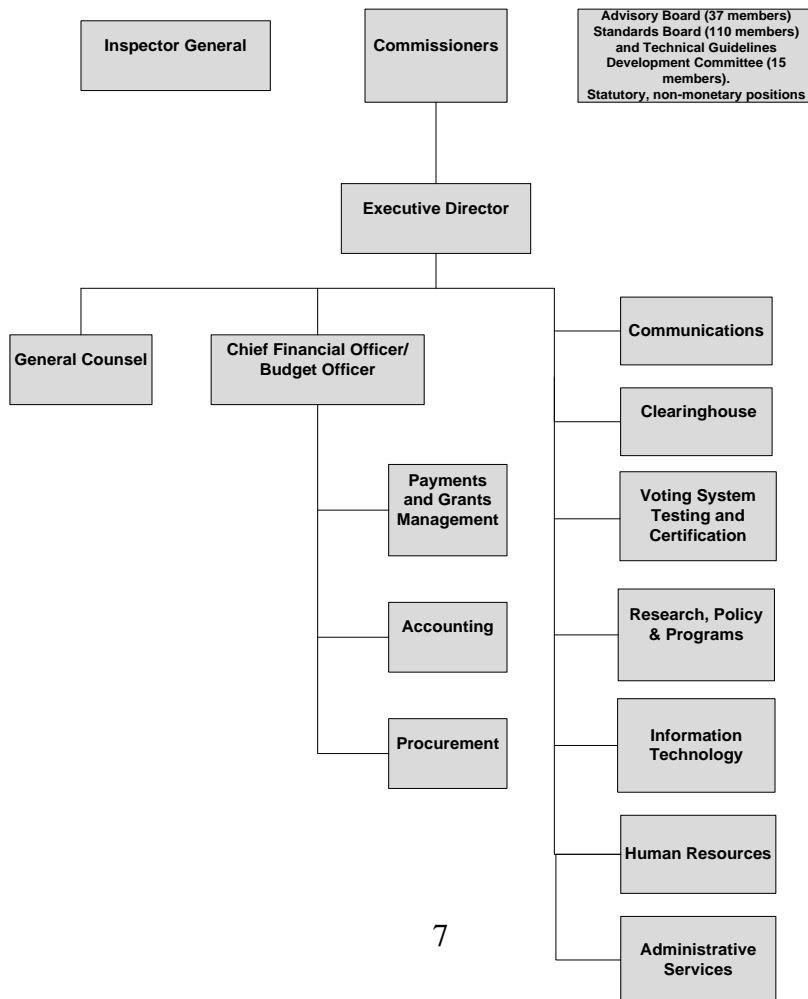 Inspector General
Commissioners
Advisory Board (37 members)
Standards Board (110 members)
and Technical Guidelines
Development Committee (15
members).
Statutory, non-monetary positions
Executive Director
General Counsel
Chief Financial Officer/
Budget Officer
Communications
Clearinghouse
Payments
and Grants
Management
Voting System
Testing and
Certification
Accounting
Research, Policy
& Programs
Procurement
Information
Technology
Human Resources
Administrative
Services
7